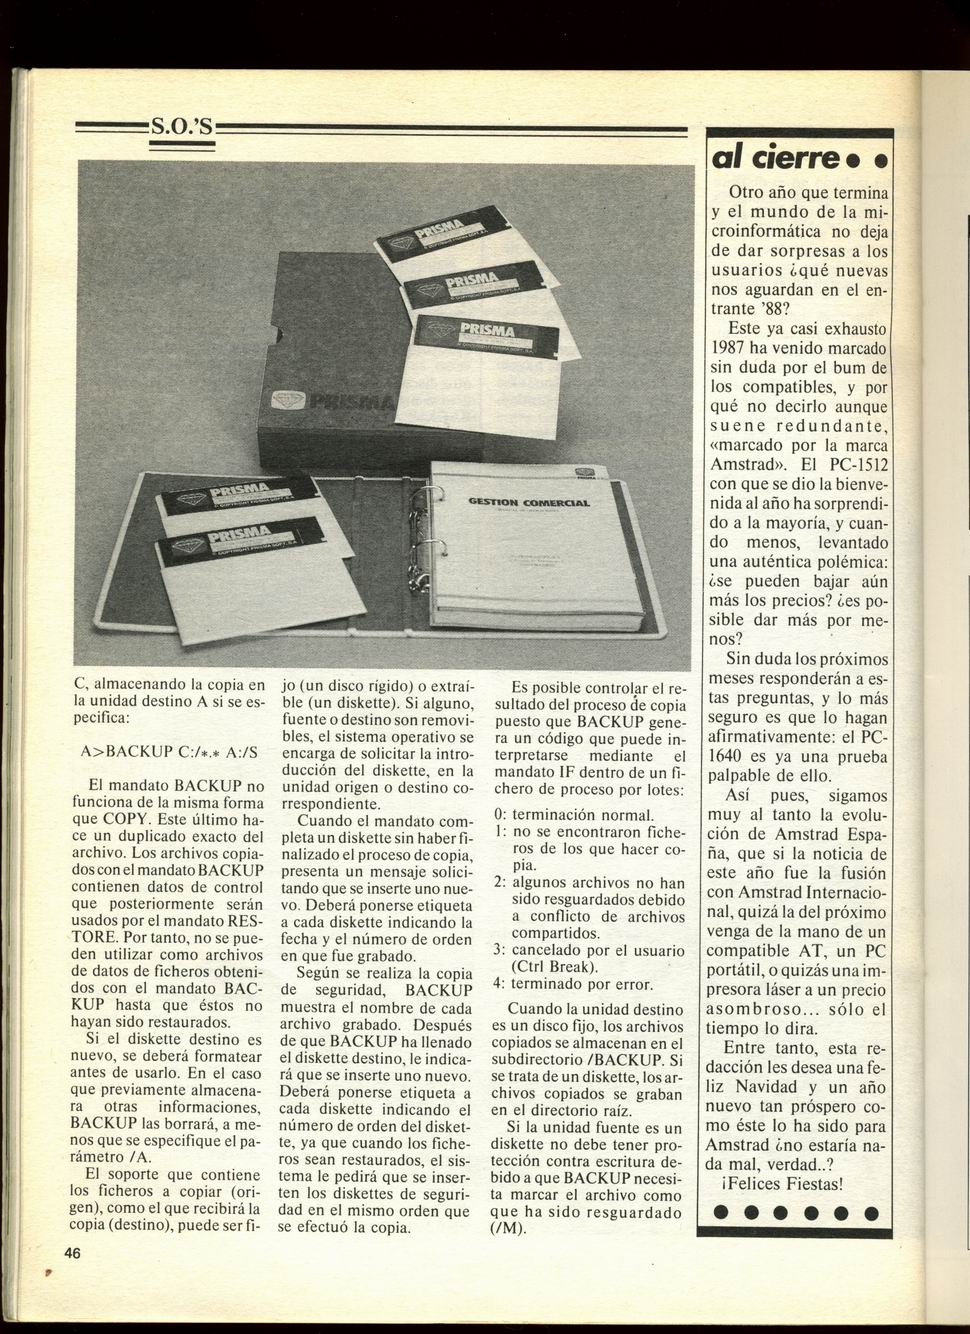 S.O.'S
PRISMA
© COPYRIGHT PRISMA SOFT, S.A.
PRISMA
© COPYRIGHT PRISMA SOFT, S.A.
PRISMA
© COPYRIGHT PRISMA SOFT, S.A.
PRISMA
PRISMA
© COPYRIGHT PRISMA SOFT, S.A.
PRISMA
© COPYRIGHT PRISMA SOFT, S.A.
PRISMA
GESTION COMERCIAL
C, almacenando la copia en
la unidad destino A si se es-
pecifica:
A>BACKUP C:/*.* A:/S
El mandato BACKUP no
funciona de la misma forma
que COPY. Este último ha-
ce un duplicado exacto del
archivo. Los archivos copia-
dos con el mandato BACKUP
contienen datos de control
que posteriormente serán
usados por el mandato RES-
TORE. Por tanto, no se pue-
den utilizar como archivos
de datos de ficheros obteni-
dos con el mandato BAC-
KUP hasta que éstos no
hayan sido restaurados.
Si el diskette destino es
nuevo, se deberá formatear
antes de usarlo. En el caso
que previamente almacena-
ra otras informaciones,
BACKUP las borrará, a me-
nos que se especifique el pa-
rámetro /A.
El soporte que contiene
los ficheros a copiar (ori-
gen), como el que recibirá la
copia (destino), puede ser fi-
jo (un disco rígido) o extraí-
ble (un diskette). Si alguno,
fuente o destino son removi-
bles, el sistema operativo se
encarga de solicitar la intro-
ducción del diskette, en la
unidad origen o destino co-
rrespondiente.
Cuando el mandato com-
pleta un diskette sin haber fi-
nalizado el proceso de copia,
presenta un mensaje solici-
tando que se inserte uno nue-
vo. Deberá ponerse etiqueta
a cada diskette indicando la
fecha y el número de orden
en que fue grabado.
Según se realiza la copia
de seguridad, BACKUP
muestra el nombre de cada
archivo grabado. Después
de que BACKUP ha llenado
el diskette destino, le indica-
rá que se inserte uno nuevo.
Deberá ponerse etiqueta a
cada diskette indicando el
número de orden del disket-
te, ya que cuando los fiche-
ros sean restaurados, el sis-
tema le pedirá que se inser-
ten los diskettes de seguri-
dad en el mismo orden que
se efectuó la copia.
Es posible controlar el re-
sultado del proceso de copia
puesto que BACKUP gene-
ra un código que puede in-
terpretarse mediante el
mandato IF dentro de un fi-
chero de proceso por lotes:
0: terminación normal.
1: no se encontraron fiche-
ros de los que hacer co-
pia.
2: algunos archivos no han
sido resguardados debido
a conflicto de archivos
compartidos.
3: cancelado por el usuario
(Ctrl Break).
4: terminado por error.
Cuando la unidad destino
es un disco fijo, los archivos
copiados se almacenan en el
subdirectorio /BACKUP. Si
se trata de un diskette, los ar-
chivos copiados se graban
en el directorio raíz.
Si la unidad fuente es un
diskette no debe tener pro-
tección contra escritura de-
bido a que BACKUP necesi-
ta marcar el archivo como
que ha sido resguardado
(/M).
al cierre
Otro año que termina
y el mundo de la mi-
croinformática no deja
de dar sorpresas a los
usuarios ¿qué nuevas
nos aguardan en el en-
trante '88?
Este ya casi exhausto
1987 ha venido marcado
sin duda por el bum de
los compatibles, y por
qué no decirlo aunque
suene redundante,
«marcado por la marca
Amstrad». El PC-1512
con que se dio la bienve-
nida al año ha sorprendi-
do a la mayoría, y cuan-
do menos, levantado
una auténtica polémica:
¿se pueden bajar aún
más los precios? ¿es po-
sible dar más por me-
nos?
Sin duda los próximos
meses responderán a es-
tas preguntas, y lo más
seguro es que lo hagan
afirmativamente: el PC-
1640 es ya una prueba
palpable de ello.
Así pues, sigamos
muy al tanto la evolu-
ción de Amstrad Espa-
ña, que si la noticia de
este año fue la fusión
con Amstrad Internacio-
nal, quizá la del próximo
venga de la mano de un
compatible AT, un PC
portátil, o quizás una im-
presora láser a un precio
asombroso... sólo el
tiempo lo dira.
Entre tanto, esta re-
dacción les desea una fe-
liz Navidad y un año
nuevo tan próspero co-
mo éste lo ha sido para
Amstrad ¿no estaría na-
da mal, verdad..?
¡Felices Fiestas!
46